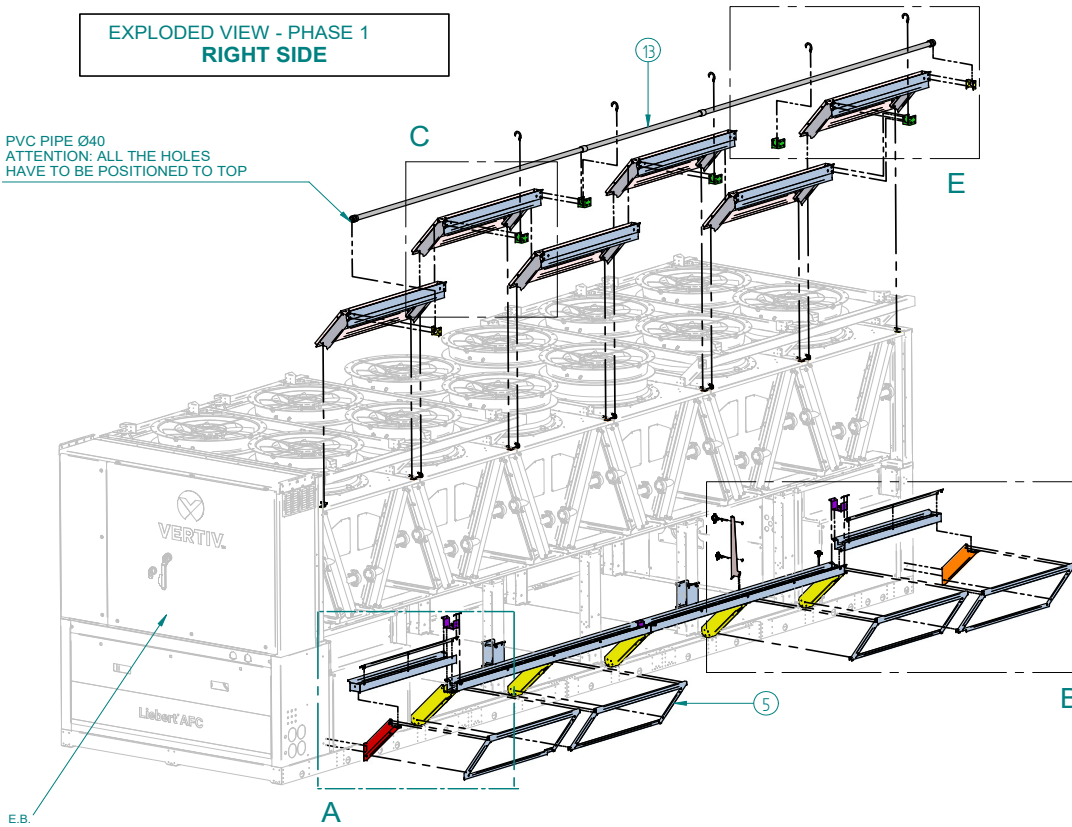 EXPLODED VIEW - PHASE 1
RIGHT SIDE
13
PVC PIPE Ø40
ATTENTION: ALL THE HOLES
HAVE TO BE POSITIONED TO TOP
C
E
VERTIV™
Liebert® AFC
5
A
E.B.